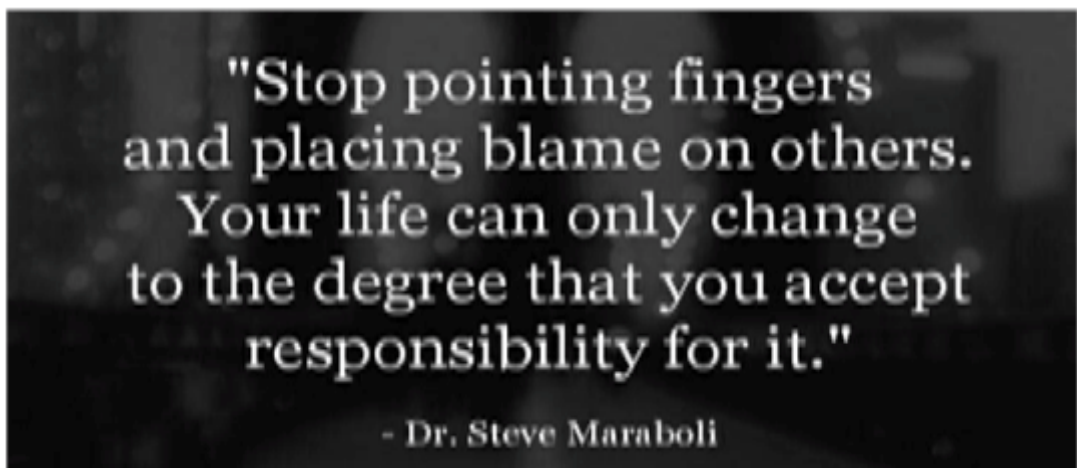 "Stop pointing fingers
and placing blame on others.
Your life can only change
to the degree that you accept
responsibility for it."
- Dr. Steve Maraboli